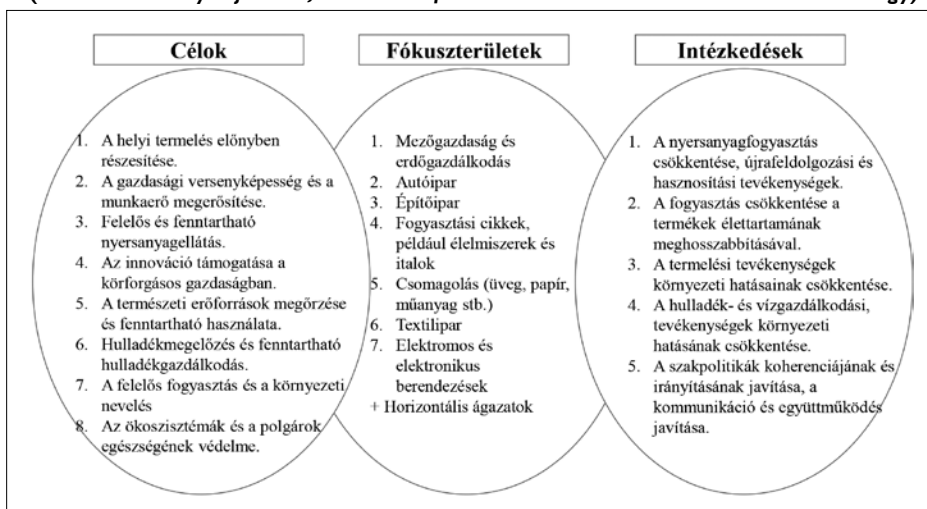 Célok
1. A helyi termelés előnyben
részesítése.
2. A gazdasági versenyképesség és a
munkaerő megerősítése.
3. Felelős és fenntartható
nyersanyagellátás.
4. Az innováció támogatása a
körforgásos gazdaságban.
5. A természeti erőforrások megőrzése
és fenntartható használata.
6. Hulladékmegelőzés és fenntartható
hulladékgazdálkodás.
7. A felelős fogyasztás és a környezeti
nevelés
8. Az ökoszisztémák és a polgárok
egészségének védelme.
Fókuszterületek
1. Mezőgazdaság és
erdőgazdálkodás
2. Autóipar
3. Építőipar
4. Fogyasztási cikkek,
például élelmiszerek és
italok
5. Csomagolás (üveg, papír,
műanyag stb.)
6. Textilipar
7. Elektromos és
elektronikus
berendezések
+ Horizontális ágazatok
Intézkedések
1. A nyersanyagfogyasztás
csökkentése, újrafeldolgozási és
hasznosítási tevékenységek.
2. A fogyasztás csökkentése a
termékek élettartamának
meghosszabbításával.
3. A termelési tevékenységek
környezeti hatásainak csökkentése.
4. A hulladék- és vízgazdálkodási,
tevékenységek környezeti
hatásának csökkentése.
5. A szakpolitikák koherenciájának és
irányításának javítása, a
kommunikáció és együttműködés
javítása.